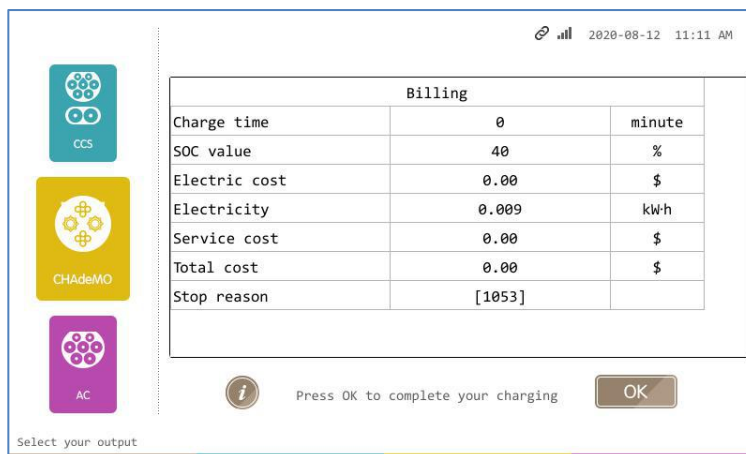 2020-08-12 11:11 AM
CCS
CHAdeMO
AC
Billing
Charge time 0 minute
SOC value 40 %
Electric cost 0.00 $
Electricity 0.009 kW·h
Service cost 0.00 $
Total cost 0.00 $
Stop reason [1053]
i Press OK to complete your charging OK
Select your output